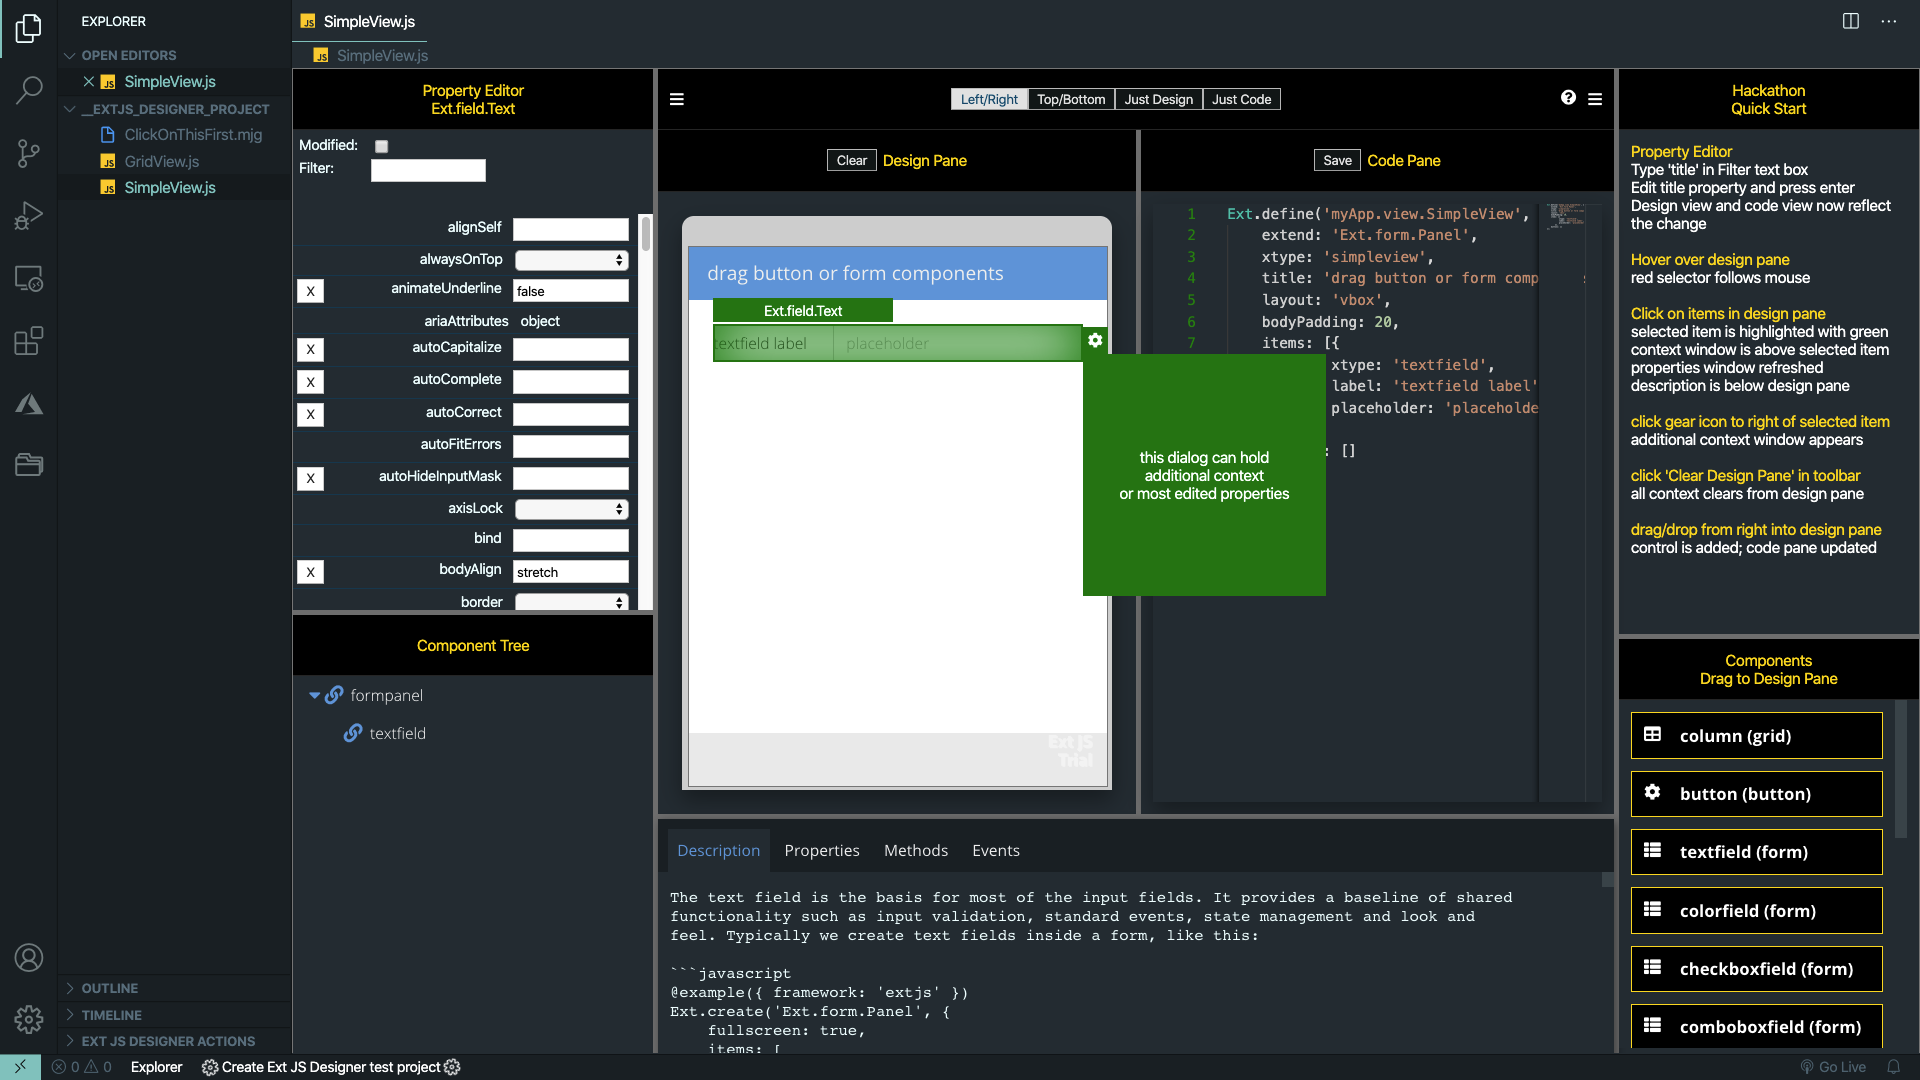 EXPLORER
OPEN EDITORS
SimpleView.js
__EXTJS_DESIGNER_PROJECT
ClickOnThisFirst.mjg
GridView.js
SimpleView.js
OUTLINE
TIMELINE
EXT JS DESIGNER ACTIONS
SimpleView.js
SimpleView.js
Property Editor
Ext.field.Text
Modified:
Filter:
alignSelf
alwaysOnTop
X animateUnderline false
ariaAttributes object
X autoCapitalize
X autoComplete
X autoCorrect
autoFitErrors
X autoHideInputMask
axisLock
bind
X bodyAlign stretch
border
Component Tree
formpanel
textfield
Left/Right Top/Bottom Just Design Just Code
Clear Design Pane
drag button or form components
Ext.field.Text
textfield label placeholder
this dialog can hold
additional context
or most edited properties
Ext JS
Trial
Save Code Pane
1 Ext.define('myApp.view.SimpleView',
2 extend: 'Ext.form.Panel',
3 xtype: 'simpleview',
4 title: 'drag button or form comp
5 layout: 'vbox',
6 bodyPadding: 20,
7 items: [{
xtype: 'textfield',
label: 'textfield label'
placeholder: 'placeholde
: []
Description Properties Methods Events
The text field is the basis for most of the input fields. It provides a baseline of shared
functionality such as input validation, standard events, state management and look and
feel. Typically we create text fields inside a form, like this:
```javascript
@example({ framework: 'extjs' })
Ext.create('Ext.form.Panel', {
fullscreen: true,
items: [
Hackathon
Quick Start
Property Editor
Type 'title' in Filter text box
Edit title property and press enter
Design view and code view now reflect
the change
Hover over design pane
red selector follows mouse
Click on items in design pane
selected item is highlighted with green
context window is above selected item
properties window refreshed
description is below design pane
click gear icon to right of selected item
additional context window appears
click 'Clear Design Pane' in toolbar
all context clears from design pane
drag/drop from right into design pane
control is added; code pane updated
Components
Drag to Design Pane
column (grid)
button (button)
textfield (form)
colorfield (form)
checkboxfield (form)
comboboxfield (form)
0 0 Explorer Create Ext JS Designer test project Go Live